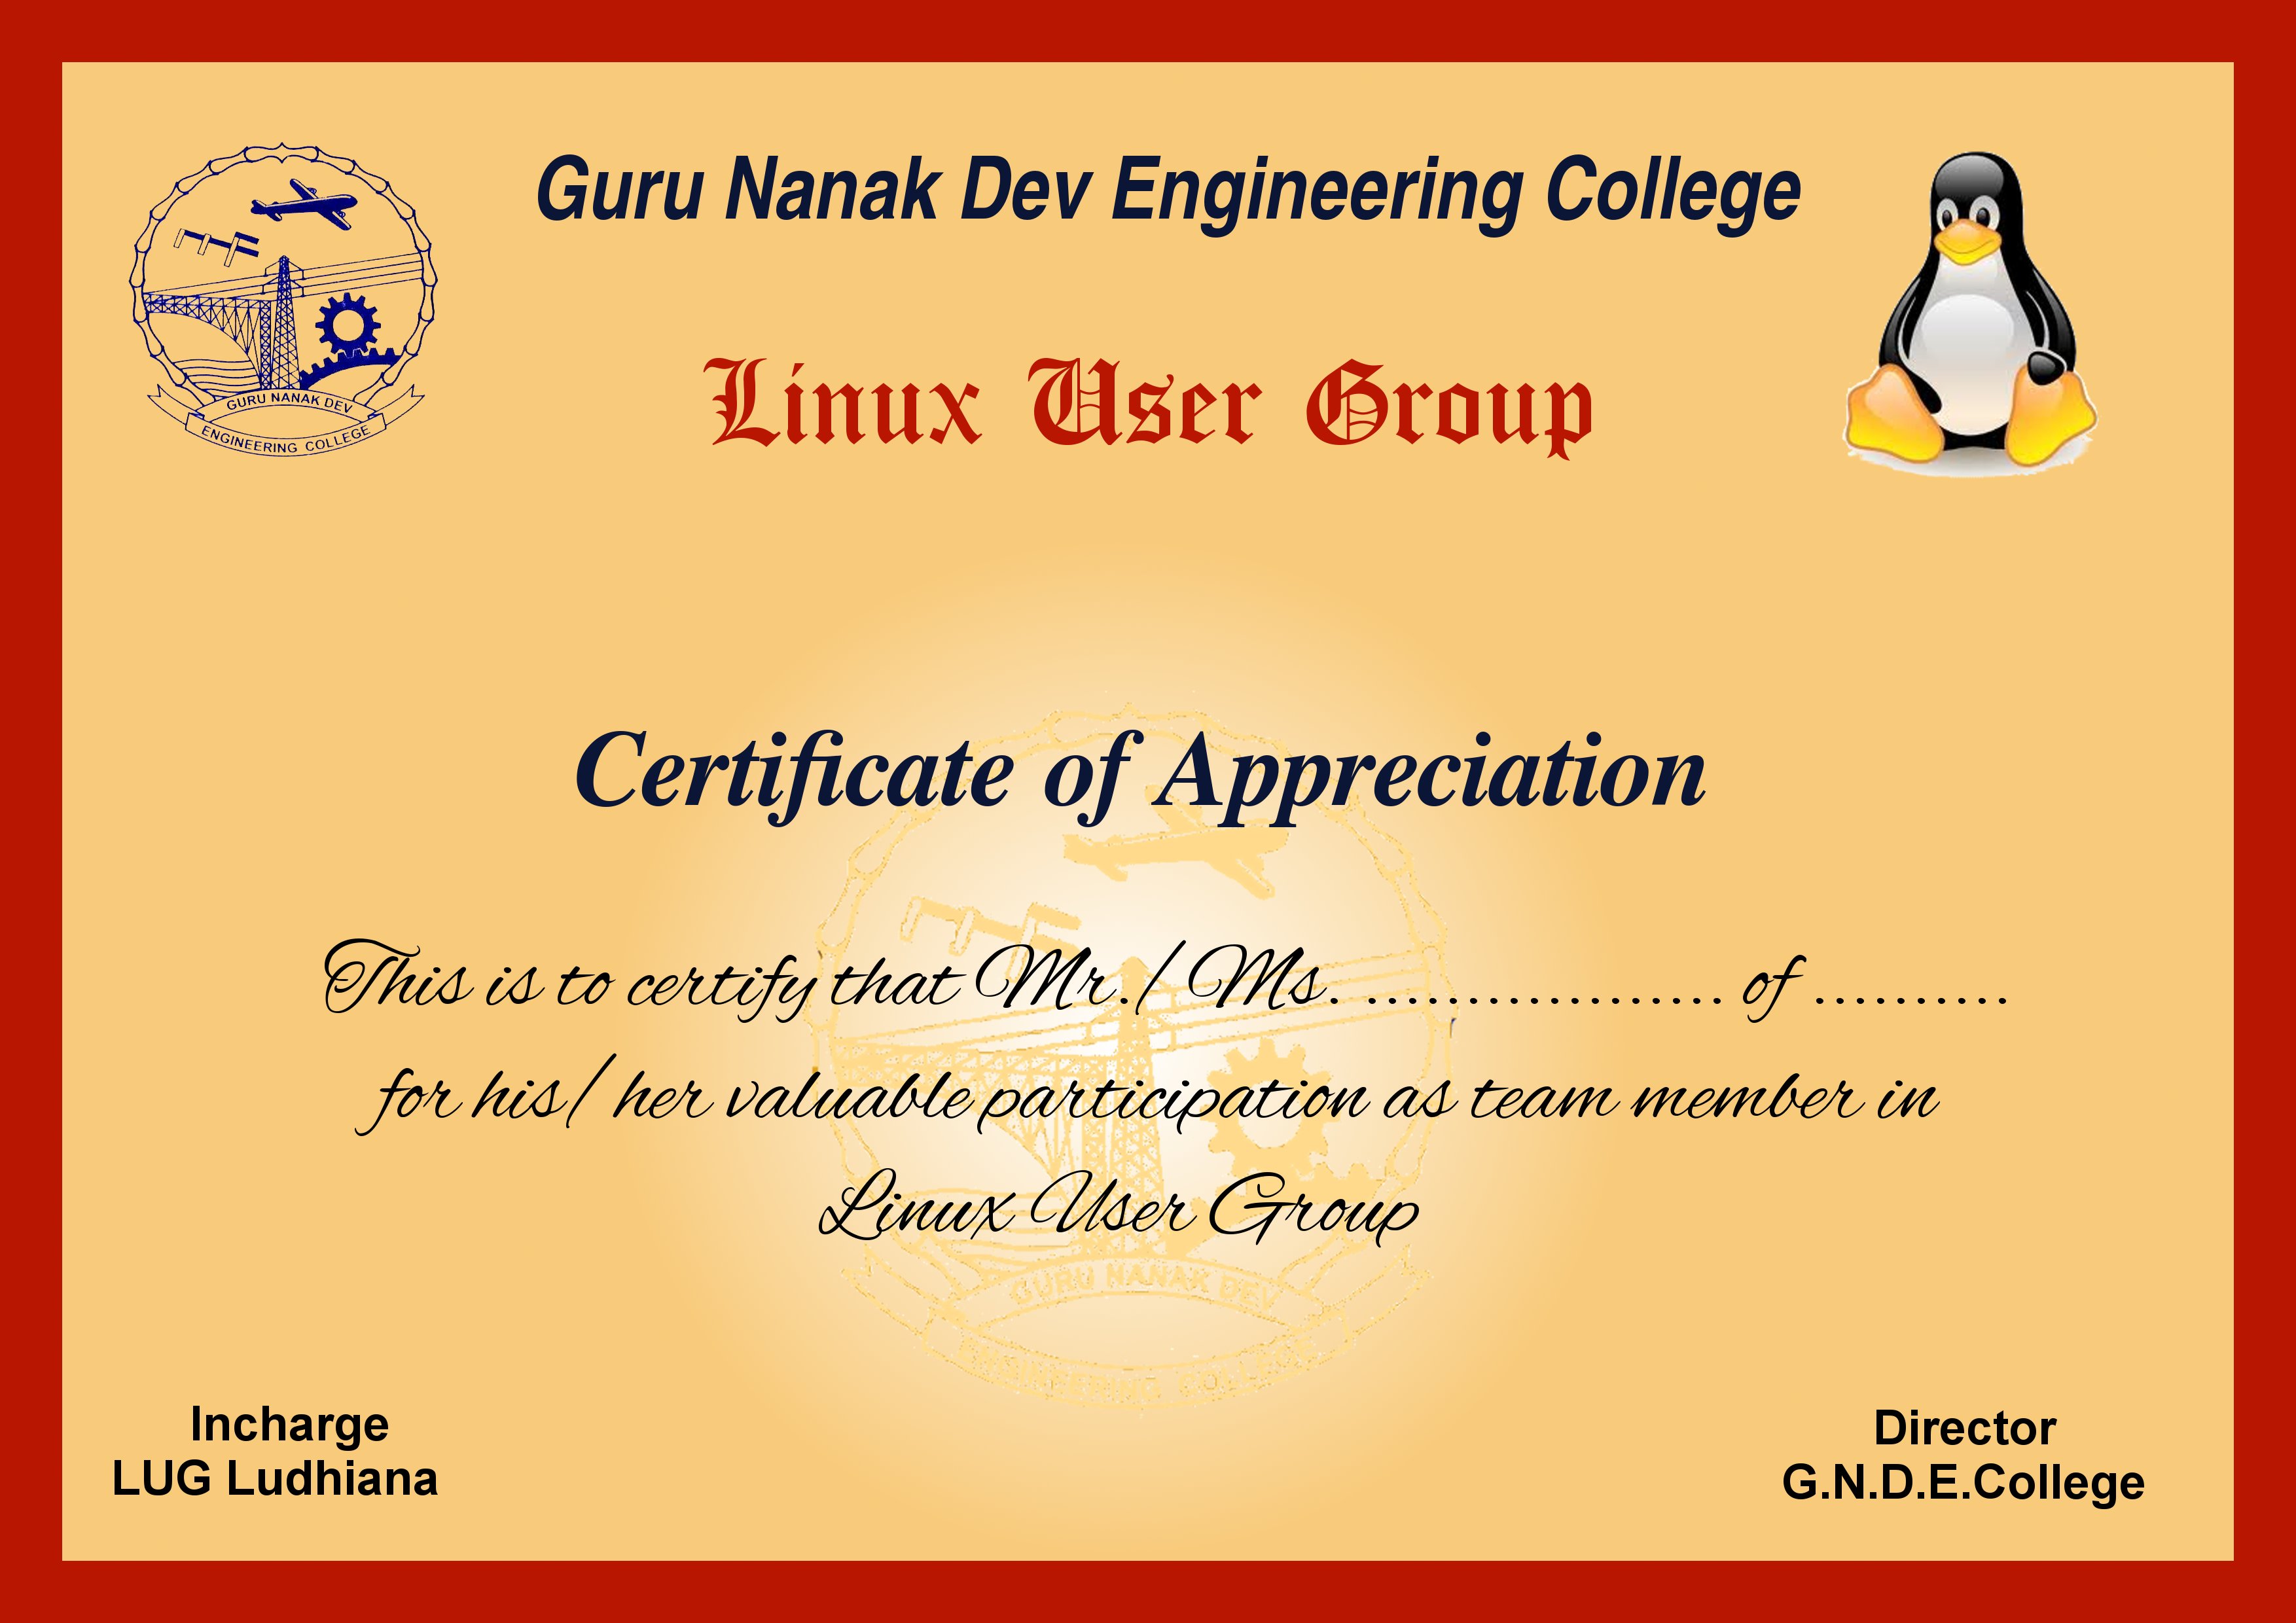 Guru Nanak Dev Engineering College
GURU NANAK DEV
ENGINEERING COLLEGE
Linux User Group
Certificate of Appreciation
This is to certify that Mr./Ms. ................. of ..........
for his/ her valuable participation as team member in
Linux User Group
GURU NANAK DEV
ENGINEERING COLLEGE
Incharge
LUG Ludhiana
Director
G.N.D.E.College